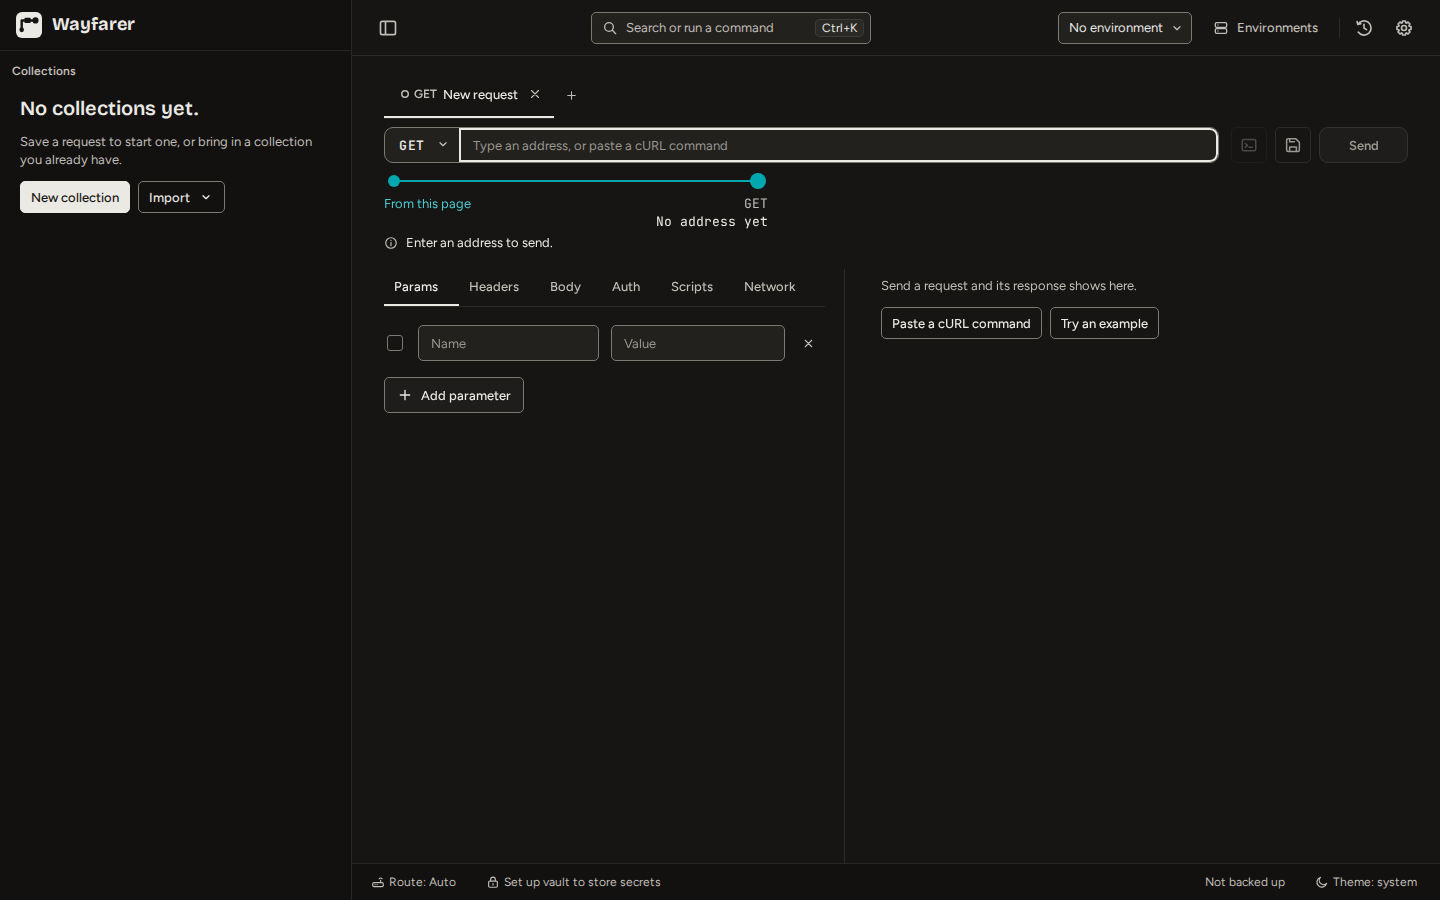 Wayfarer
Search or run a command
Ctrl+K
No environment
Environments
Collections
No collections yet.
Save a request to start one, or bring in a collection
you already have.
New collection
Import
GET New request
GET
Type an address, or paste a cURL command
Send
From this page
GET
No address yet
Enter an address to send.
Params
Headers
Body
Auth
Scripts
Network
Name
Value
Add parameter
Send a request and its response shows here.
Paste a cURL command
Try an example
Route: Auto
Set up vault to store secrets
Not backed up
Theme: system